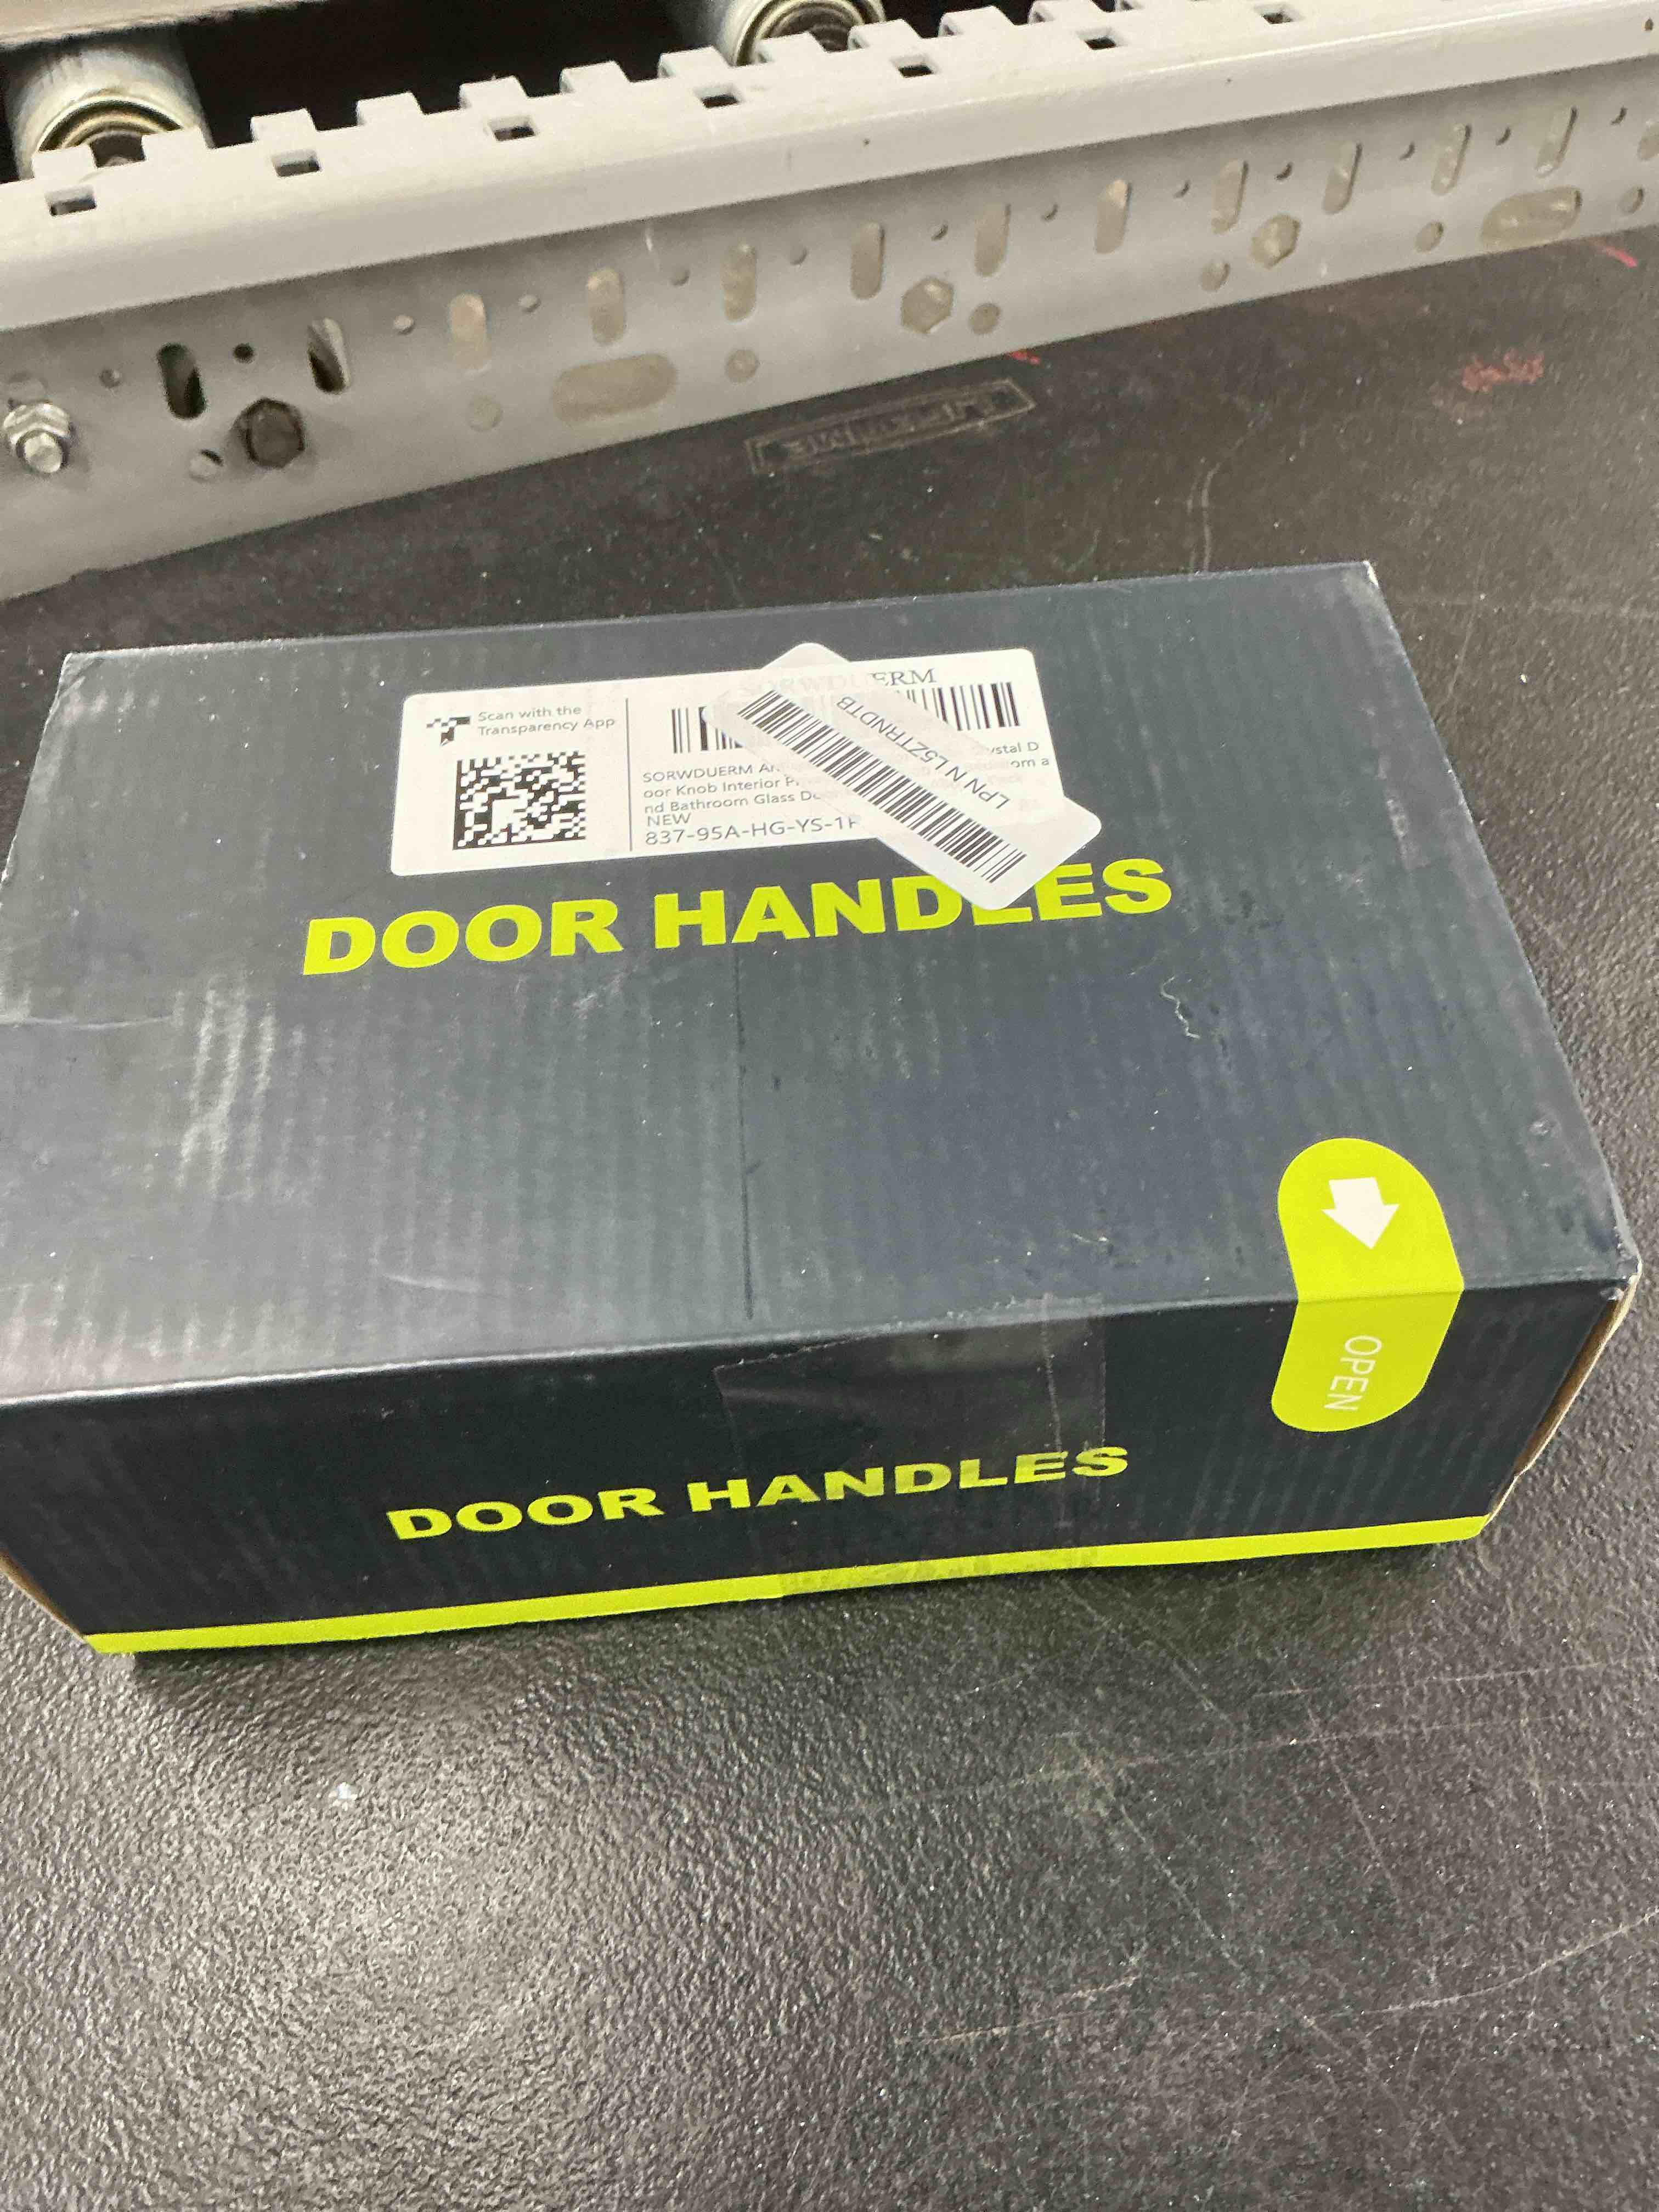 Scan with the
Transparency App
SORWDUERM
SORWDUERM
ystal D
oor Knob Interior
om a
nd Bathroom Glass
NEW
837-95A-HG-YS-1
LPN N L5ZTRNDTB
DOOR HANDLES
OPEN
DOOR HANDLES
LIFETIME